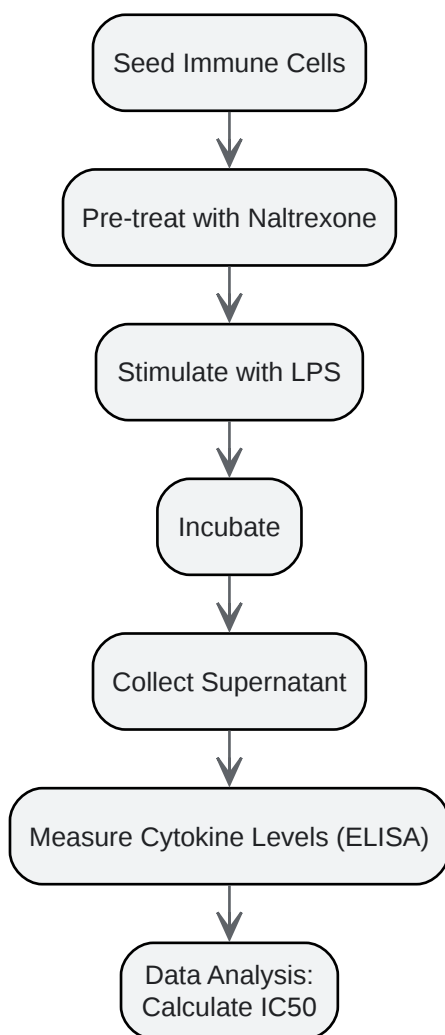 Seed Immune Cells
Pre-treat with Naltrexone
Stimulate with LPS
Incubate
Collect Supernatant
Measure Cytokine Levels (ELISA)
Data Analysis:
Calculate IC50